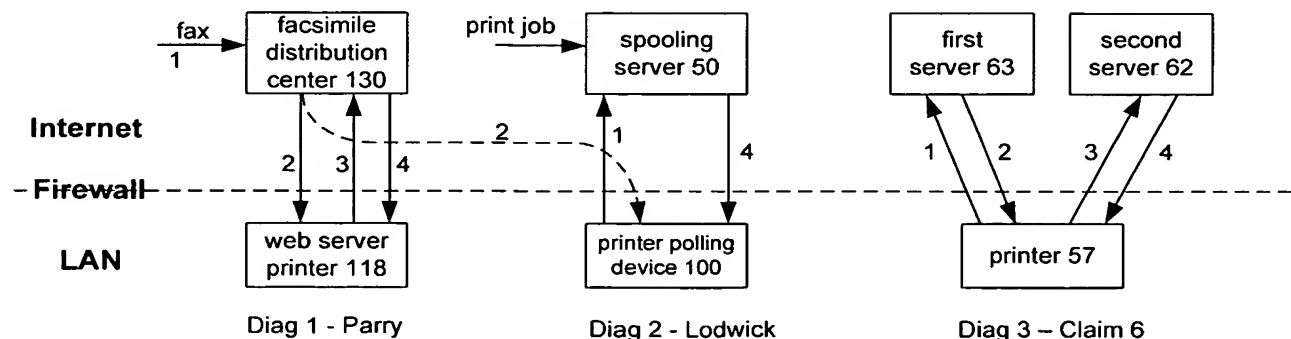 fax
1
facsimile
distribution
center 130
print job
spooling
server 50
first
server 63
second
server 62
Internet
2
3
4
2
1
4
1
2
3
4
Firewall
LAN
web server
printer 118
printer polling
device 100
printer 57
Diag 1 - Parry
Diag 2 - Lodwick
Diag 3 – Claim 6